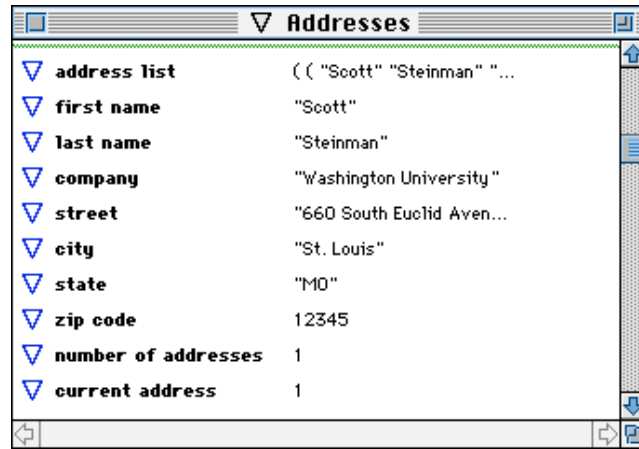 Addresses
address list ( ( "Scott" "Steinman" "...
first name "Scott"
last name "Steinman"
company "Washington University"
street "660 South Euclid Aven...
city "St. Louis"
state "MO"
zip code 12345
number of addresses 1
current address 1